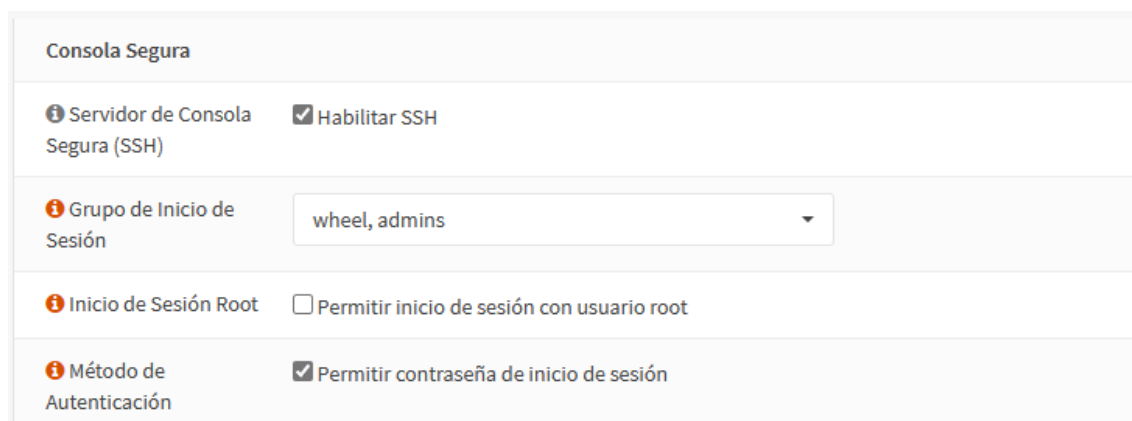 Consola Segura
Servidor de Consola
Segura (SSH)
Habilitar SSH
Grupo de Inicio de
Sesión
wheel, admins
Inicio de Sesión Root
Permitir inicio de sesión con usuario root
Método de
Autenticación
Permitir contraseña de inicio de sesión